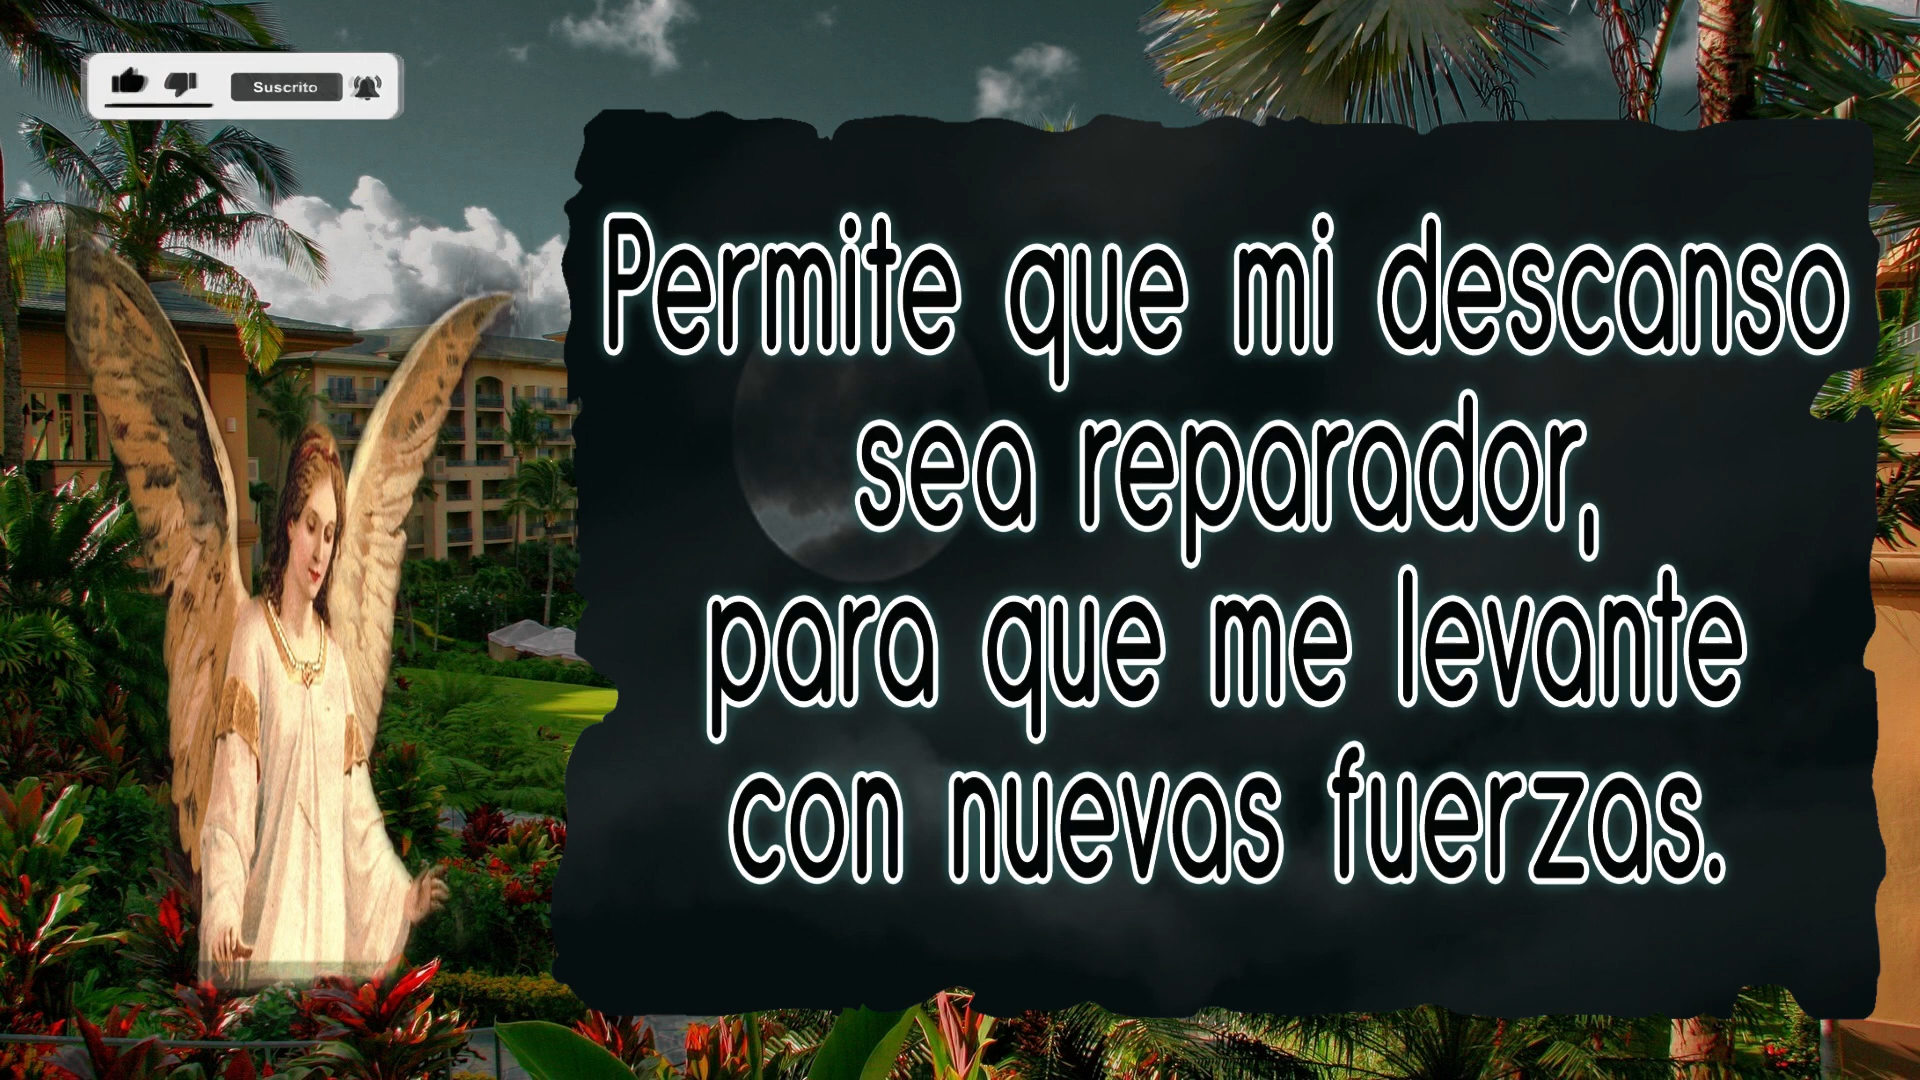 Suscrito
Permite que mi descanso
sea reparador,
para que me levante
con nuevas fuerzas.